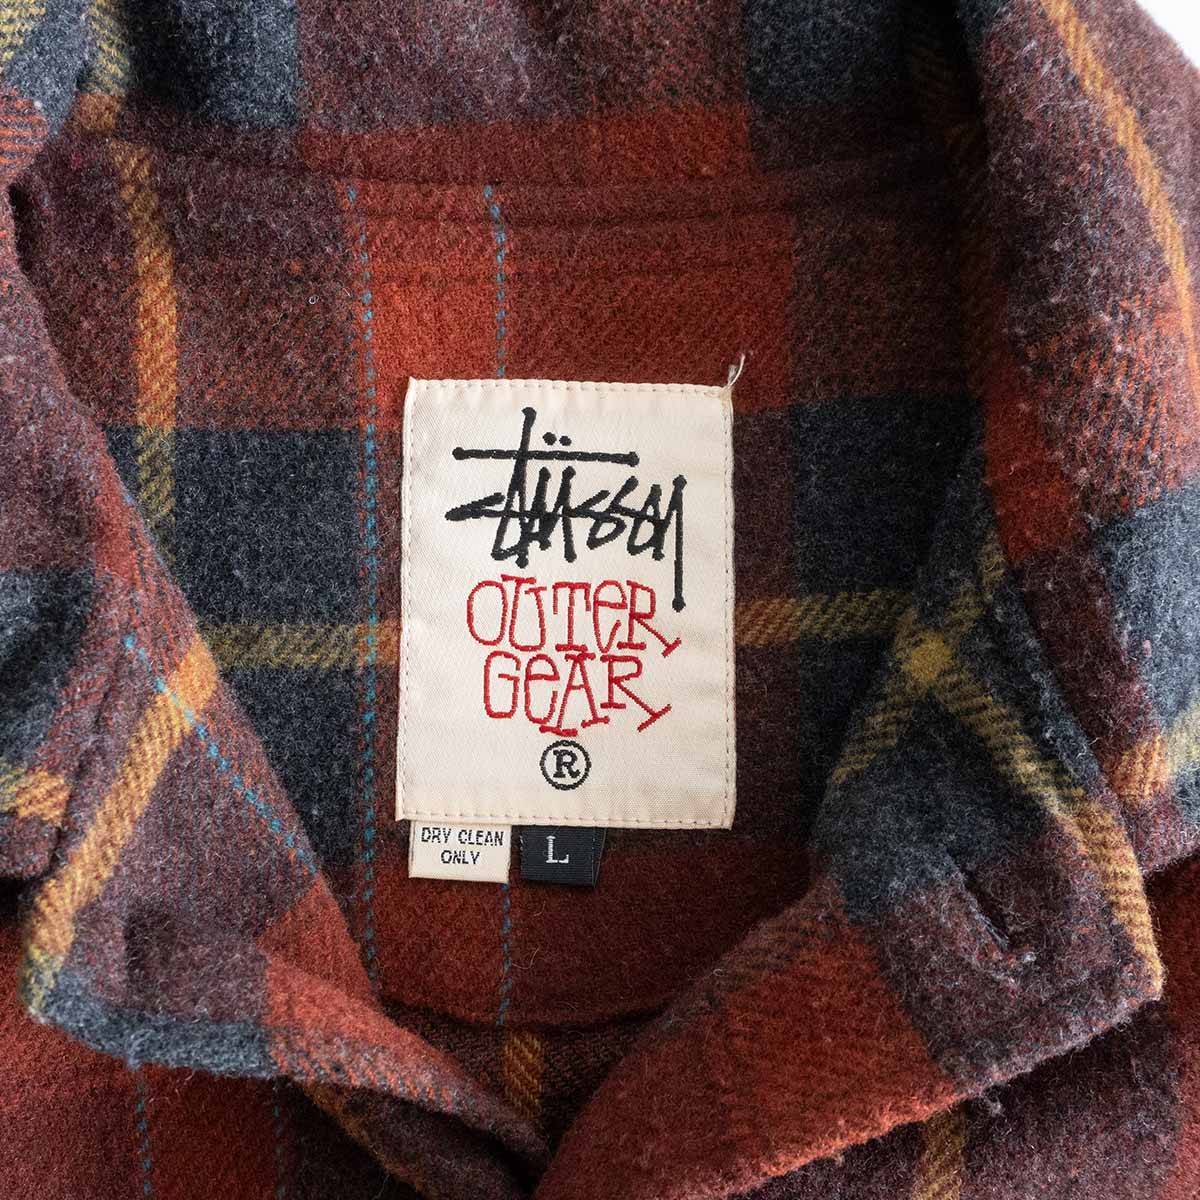 Stüssy
OUTER
GEAR
®
DRY CLEAN
ONLY
L